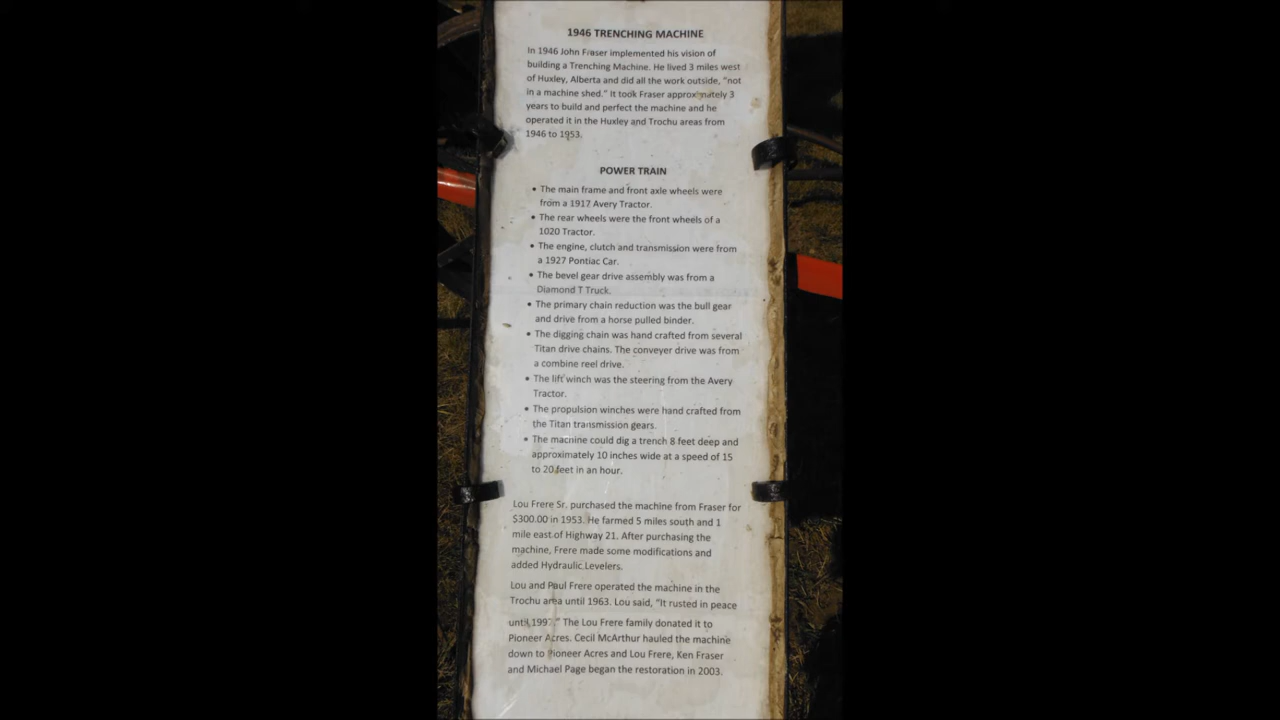 1946 TRENCHING MACHINE
In 1946 John Fraser implemented his vision of
building a Trenching Machine. He lived 3 miles west
of Huxley, Alberta and did all the work outside, "not
in a machine shed." It took Fraser approximately 3
years to build and perfect the machine and he
operated it in the Huxley and Trochu areas from
1946 to 1953.
POWER TRAIN
• The main frame and front axle wheels were
from a 1917 Avery Tractor.
• The rear wheels were the front wheels of a
1020 Tractor.
• The engine, clutch and transmission were from
a 1927 Pontiac Car.
• The bevel gear drive assembly was from a
Diamond T Truck.
• The primary chain reduction was the bull gear
and drive from a horse pulled binder.
• The digging chain was hand crafted from several
Titan drive chains. The conveyer drive was from
a combine reel drive.
• The lift winch was the steering from the Avery
Tractor.
• The propulsion winches were hand crafted from
the Titan transmission gears.
• The machine could dig a trench 8 feet deep and
approximately 10 inches wide at a speed of 15
to 20 feet in an hour.
Lou Frere Sr. purchased the machine from Fraser for
$300.00 in 1953. He farmed 5 miles south and 1
mile east of Highway 21. After purchasing the
machine, Frere made some modifications and
added Hydraulic Levelers.
Lou and Paul Frere operated the machine in the
Trochu area until 1963. Lou said, "It rusted in peace
until The Lou Frere family donated it to
Pioneer Acres. Cecil McArthur hauled the machine
down to Pioneer Acres and Lou Frere, Ken Fraser
and Michael Page began the restoration in 2003.